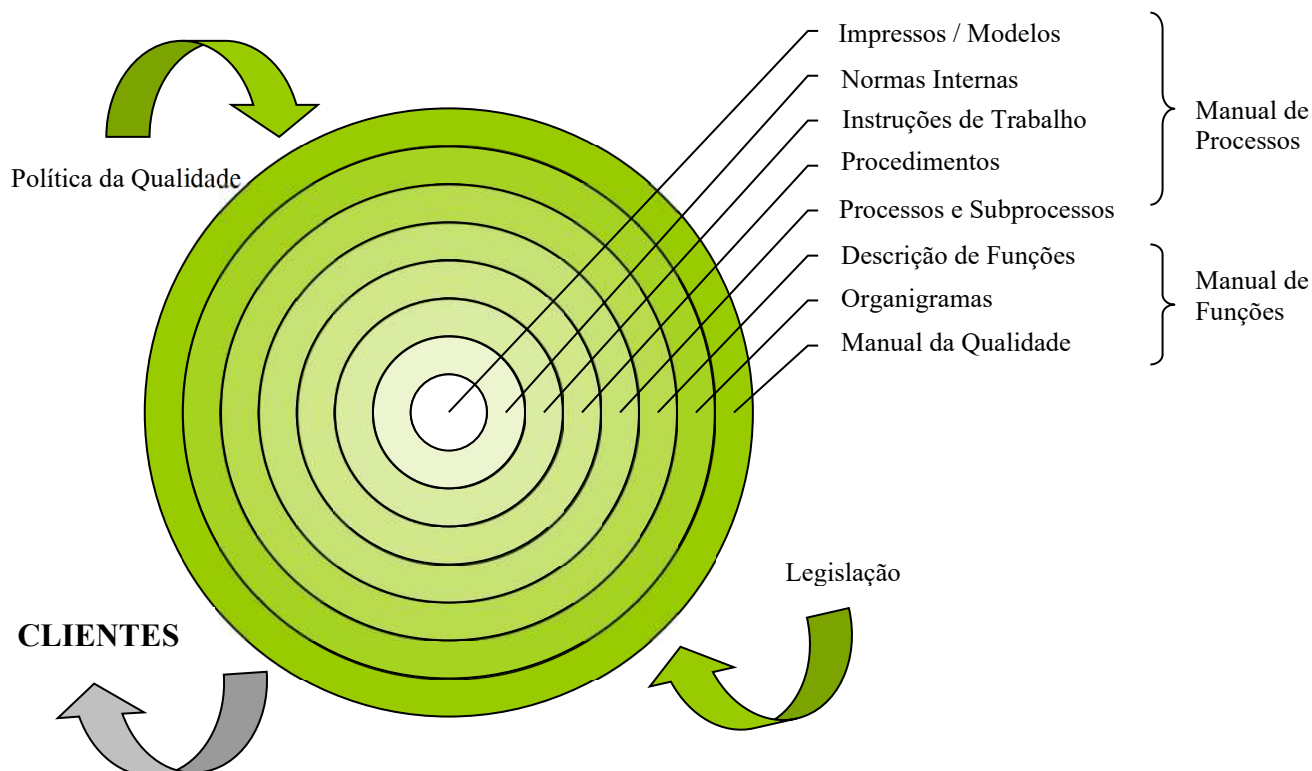 Impressos / Modelos
Normas Internas
Instruções de Trabalho
Procedimentos
Processos e Subprocessos
Descrição de Funções
Organigramas
Manual da Qualidade
Manual de
Processos
Manual de
Funções
Política da Qualidade
Legislação
CLIENTES